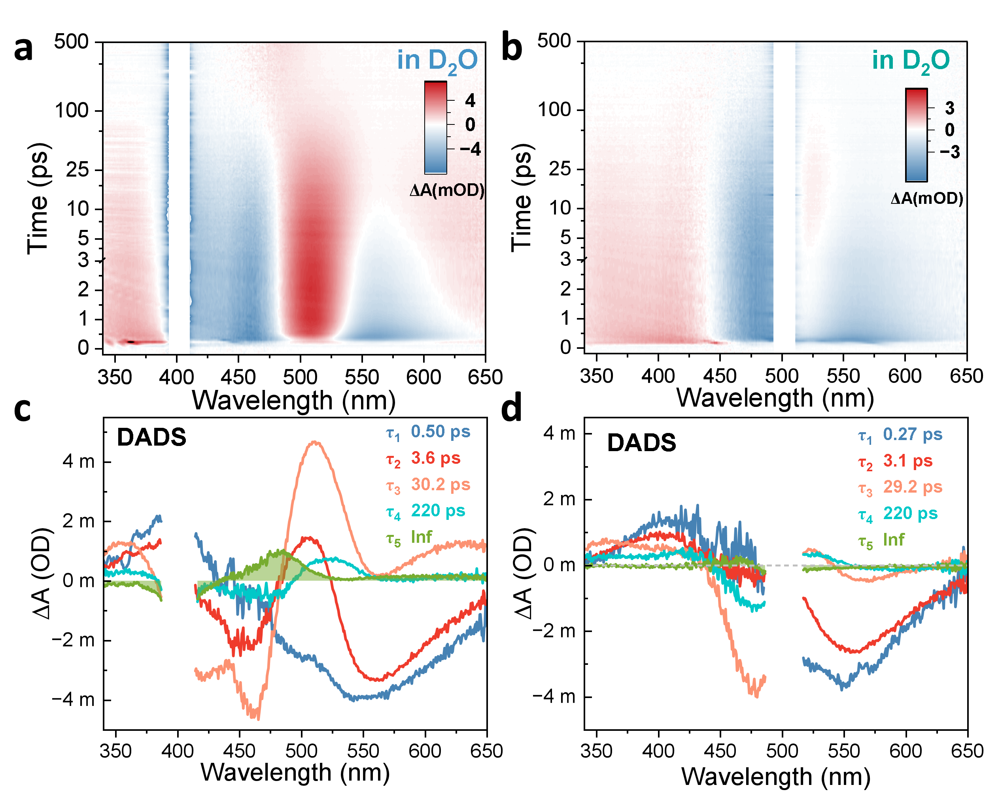 a
500
100
25
10
5
3
2
1
0
Time (ps)
in D₂O
4
0
−4
ΔA(mOD)
350 400 450 500 550 600 650
Wavelength (nm)
b
500
100
25
10
5
3
2
1
0
Time (ps)
in D₂O
3
0
−3
ΔA(mOD)
350 400 450 500 550 600 650
Wavelength (nm)
c
DADS
τ₁ 0.50 ps
τ₂ 3.6 ps
τ₃ 30.2 ps
τ₄ 220 ps
τ₅ Inf
4 m
2 m
0 m
−2 m
−4 m
ΔA (OD)
350 400 450 500 550 600 650
Wavelength (nm)
d
DADS
τ₁ 0.27 ps
τ₂ 3.1 ps
τ₃ 29.2 ps
τ₄ 220 ps
τ₅ Inf
4 m
2 m
0 m
−2 m
−4 m
ΔA (OD)
350 400 450 500 550 600 650
Wavelength (nm)